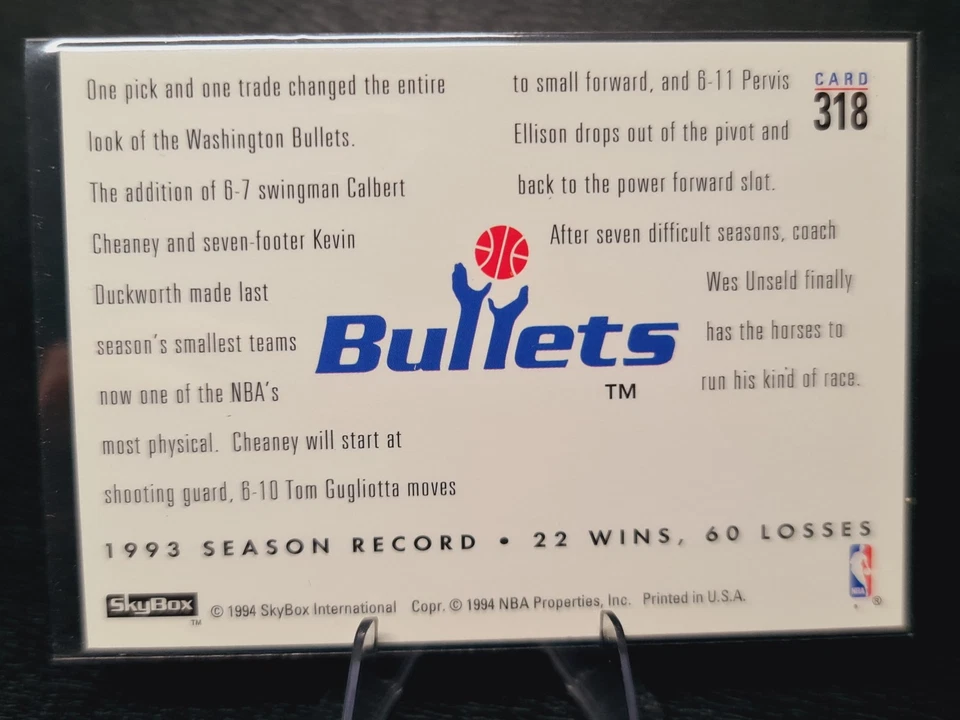 One pick and one trade changed the entire
look of the Washington Bullets.
The addition of 6-7 swingman Calbert
Cheaney and seven-footer Kevin
Duckworth made last
season's smallest teams
now one of the NBA's
most physical. Cheaney will start at
shooting guard, 6-10 Tom Gugliotta moves
to small forward, and 6-11 Pervis
Ellison drops out of the pivot and
back to the power forward slot.
After seven difficult seasons, coach
Wes Unseld finally
has the horses to
run his kind of race.
CARD
318
Bullets
TM
1993 SEASON RECORD • 22 WINS, 60 LOSSES
SkyBox TM © 1994 SkyBox International Copr. © 1994 NBA Properties, Inc. Printed in U.S.A.
NBA ®